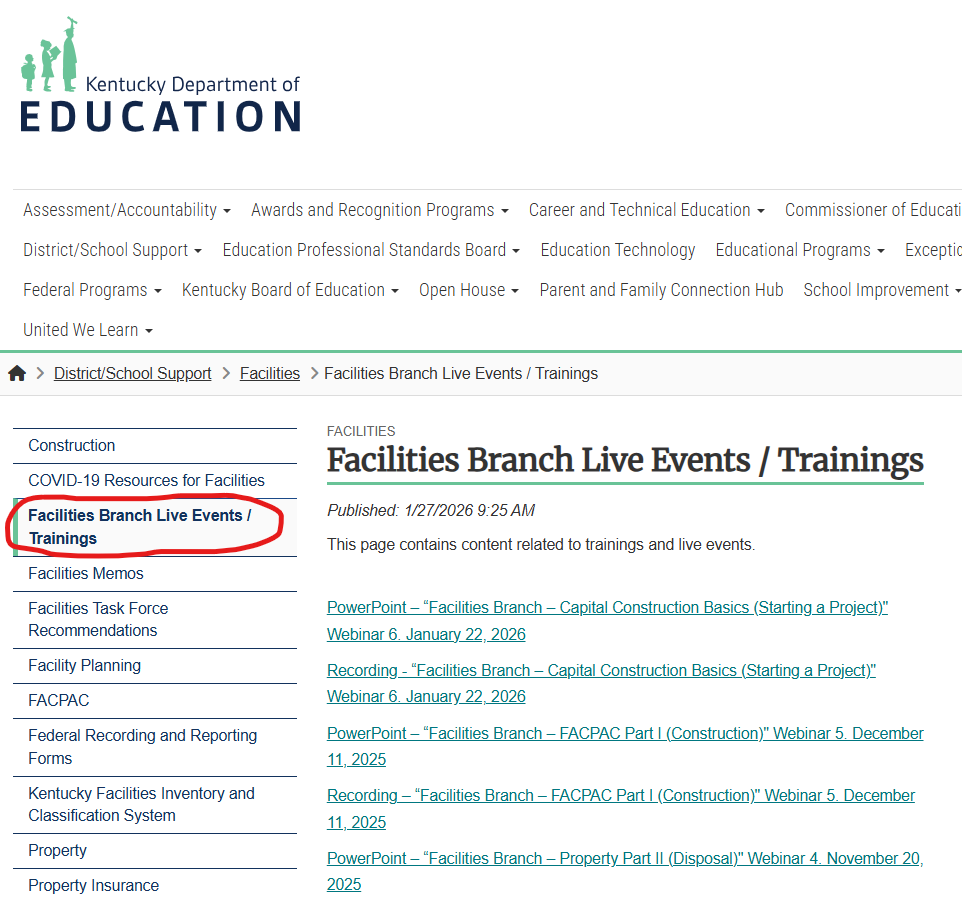 Kentucky Department of
EDUCATION
Assessment/Accountability
Awards and Recognition Programs
Career and Technical Education
Commissioner of Educati
District/School Support
Education Professional Standards Board
Education Technology
Educational Programs
Exceptio
Federal Programs
Kentucky Board of Education
Open House
Parent and Family Connection Hub
School Improvement
United We Learn
District/School Support
Facilities
Facilities Branch Live Events / Trainings
Construction
COVID-19 Resources for Facilities
Facilities Branch Live Events /
Trainings
Facilities Memos
Facilities Task Force
Recommendations
Facility Planning
FACPAC
Federal Recording and Reporting
Forms
Kentucky Facilities Inventory and
Classification System
Property
Property Insurance
FACILITIES
Facilities Branch Live Events / Trainings
Published: 1/27/2026 9:25 AM
This page contains content related to trainings and live events.
PowerPoint – “Facilities Branch – Capital Construction Basics (Starting a Project)"
Webinar 6. January 22, 2026
Recording - “Facilities Branch – Capital Construction Basics (Starting a Project)"
Webinar 6. January 22, 2026
PowerPoint – “Facilities Branch – FACPAC Part I (Construction)" Webinar 5. December
11, 2025
Recording – “Facilities Branch – FACPAC Part I (Construction)" Webinar 5. December
11, 2025
PowerPoint – “Facilities Branch – Property Part II (Disposal)" Webinar 4. November 20,
2025